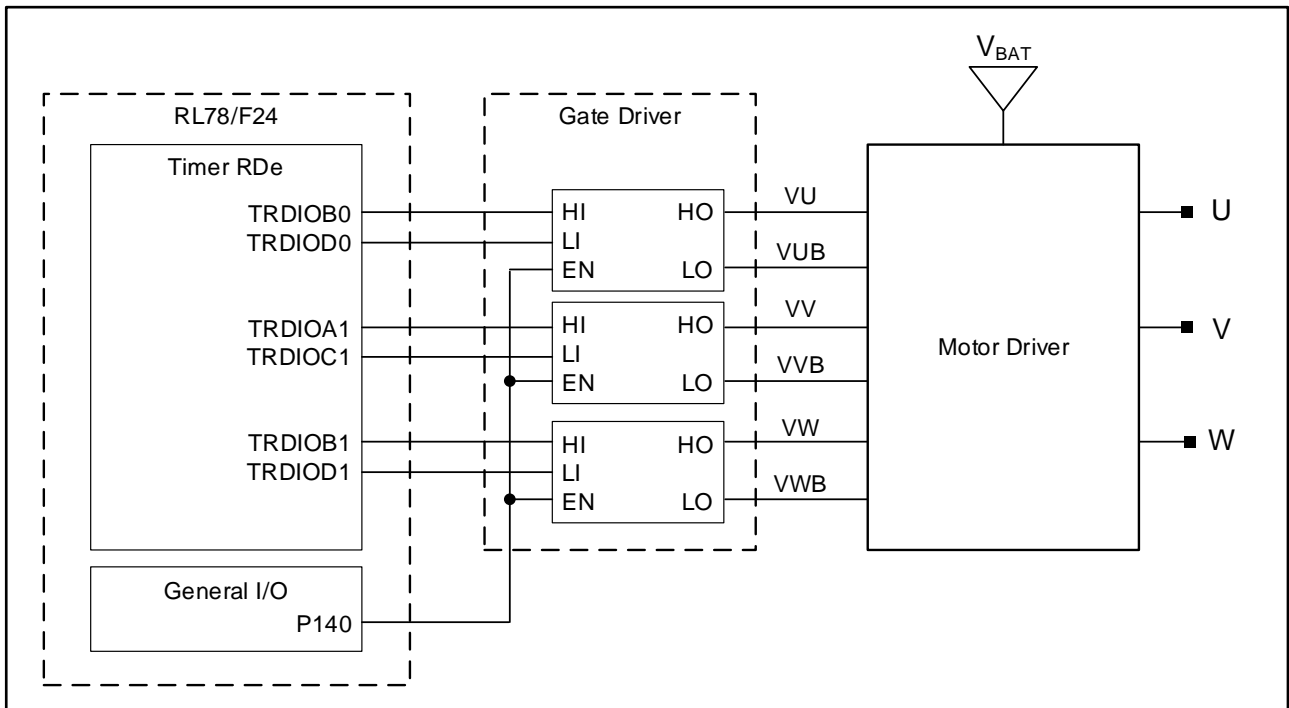 V_BAT
RL78/F24
Gate Driver
Timer RDe
TRDIOB0
TRDIOD0
TRDIOA1
TRDIOC1
TRDIOB1
TRDIOD1
General I/O
P140
HI HO
LI
EN LO
HI HO
LI
EN LO
HI HO
LI
EN LO
VU
VUB
VV
VVB
VW
VWB
Motor Driver
U
V
W